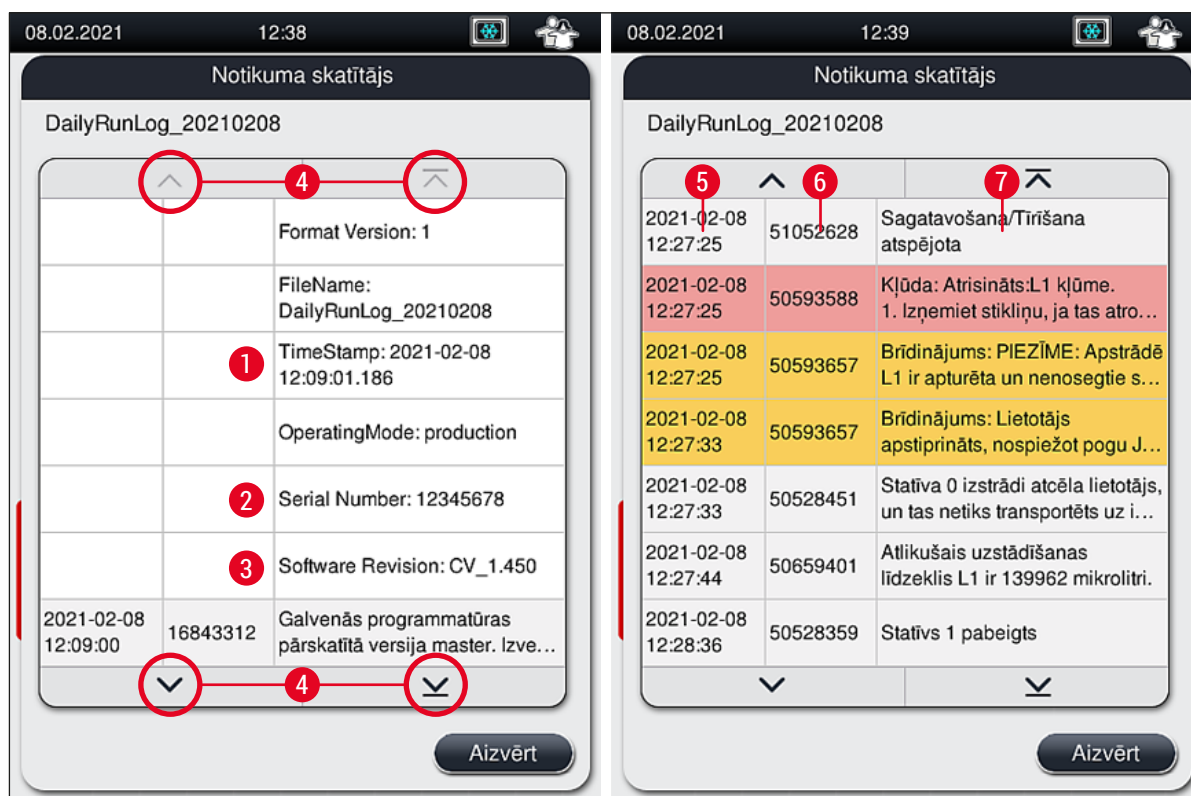 08.02.2021 12:38
Notikuma skatītājs
DailyRunLog_20210208
4
Format Version: 1
FileName:
DailyRunLog_20210208
1
TimeStamp: 2021-02-08
12:09:01.186
OperatingMode: production
2
Serial Number: 12345678
3
Software Revision: CV_1.450
2021-02-08
12:09:00
16843312
Galvenās programmatūras
pārskatītā versija master. Izve...
4
Aizvērt
08.02.2021 12:39
Notikuma skatītājs
DailyRunLog_20210208
5 6 7
2021-02-08
12:27:25
51052628
Sagatavošana/Tīrīšana
atspējota
2021-02-08
12:27:25
50593588
Kļūda: Atrisināts:L1 kļūme.
1. Izņemiet stikliņu, ja tas atro...
2021-02-08
12:27:25
50593657
Brīdinājums: PIEZĪME: Apstrādē
L1 ir apturēta un nenosegtie s...
2021-02-08
12:27:33
50593657
Brīdinājums: Lietotājs
apstiprināts, nospiežot pogu J...
2021-02-08
12:27:33
50528451
Statīva 0 izstrādi atcēla lietotājs,
un tas netiks transportēts uz i...
2021-02-08
12:27:44
50659401
Atlikušais uzstādīšanas
līdzeklis L1 ir 139962 mikrolitri.
2021-02-08
12:28:36
50528359
Statīvs 1 pabeigts
Aizvērt